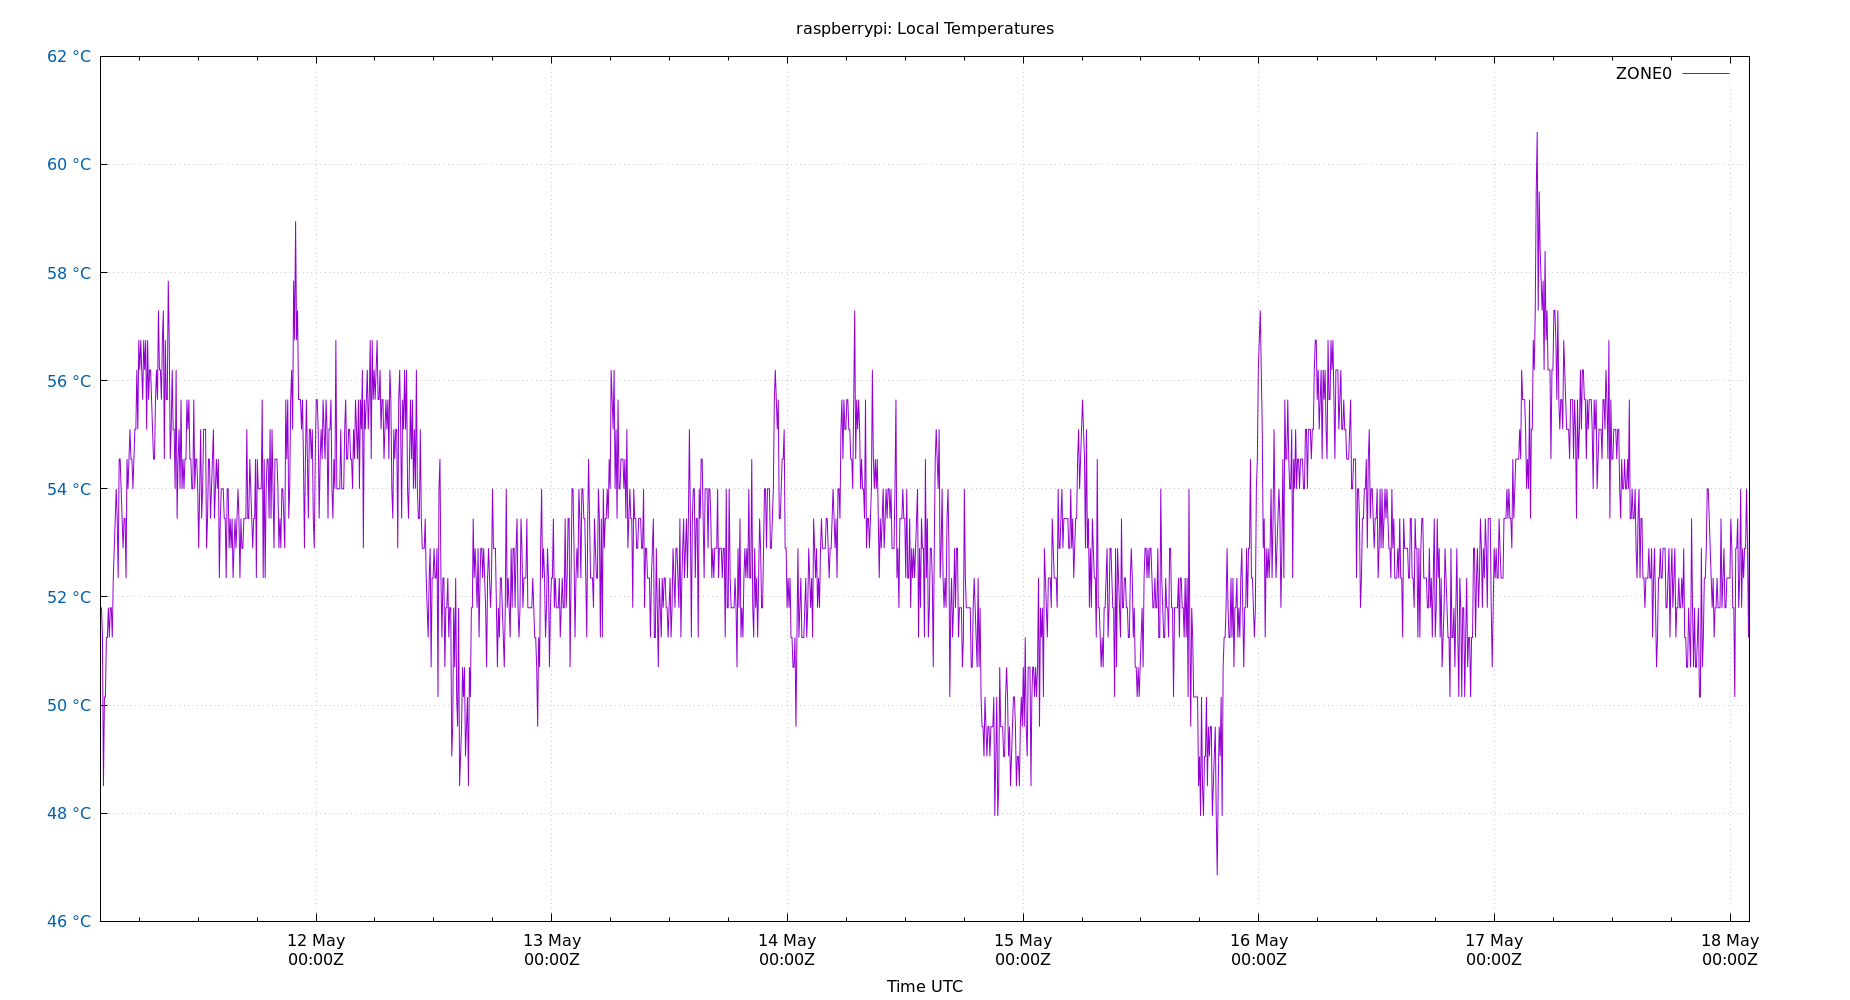 raspberrypi: Local Temperatures
62 °C
ZONE0
60 °C
58 °C
56 °C
54 °C
52 °C
50 °C
48 °C
46 °C
12 May 13 May 14 May 15 May 16 May 17 May 18 May
00:00Z 00:00Z 00:00Z 00:00Z 00:00Z 00:00Z 00:00Z
Time UTC